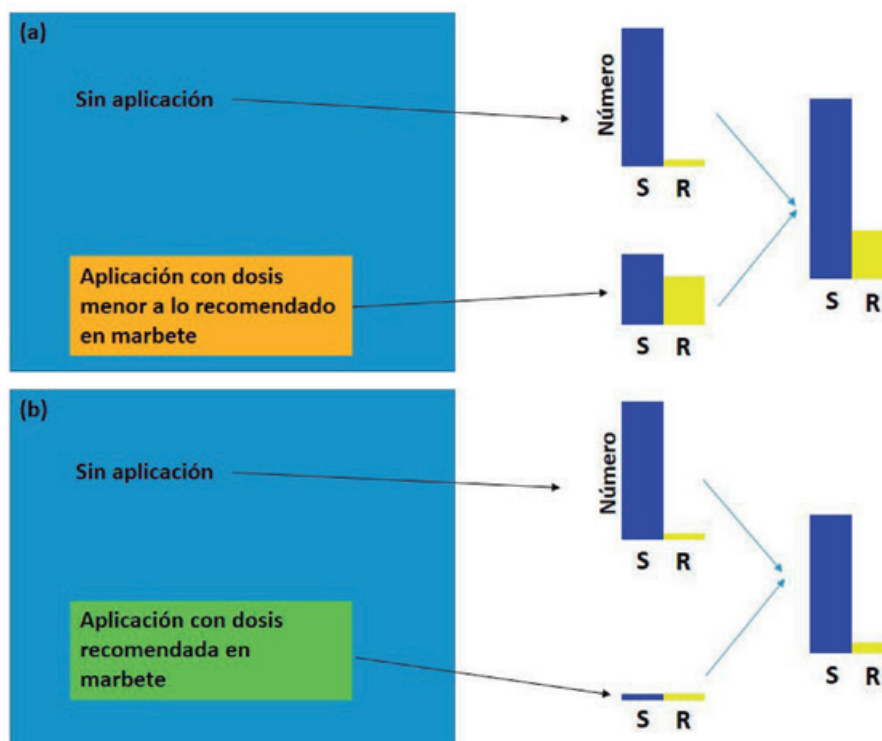 (a)
Sin aplicación
Número
S R
Aplicación con dosis
menor a lo recomendado
en marbete
S R
S R
(b)
Sin aplicación
Número
S R
Aplicación con dosis
recomendada en
marbete
S R
S R